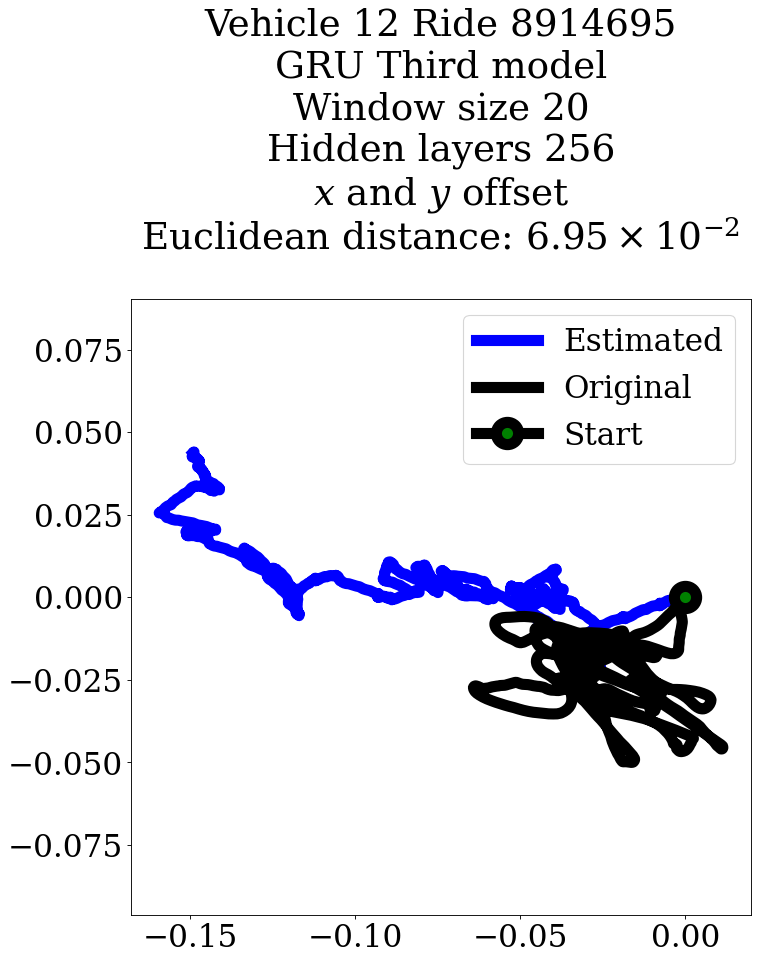 Vehicle 12 Ride 8914695
GRU Third model
Window size 20
Hidden layers 256
x and y offset
Euclidean distance: 6.95 × 10⁻²
Estimated
Original
Start
0.075
0.050
0.025
0.000
−0.025
−0.050
−0.075
−0.15 −0.10 −0.05 0.00